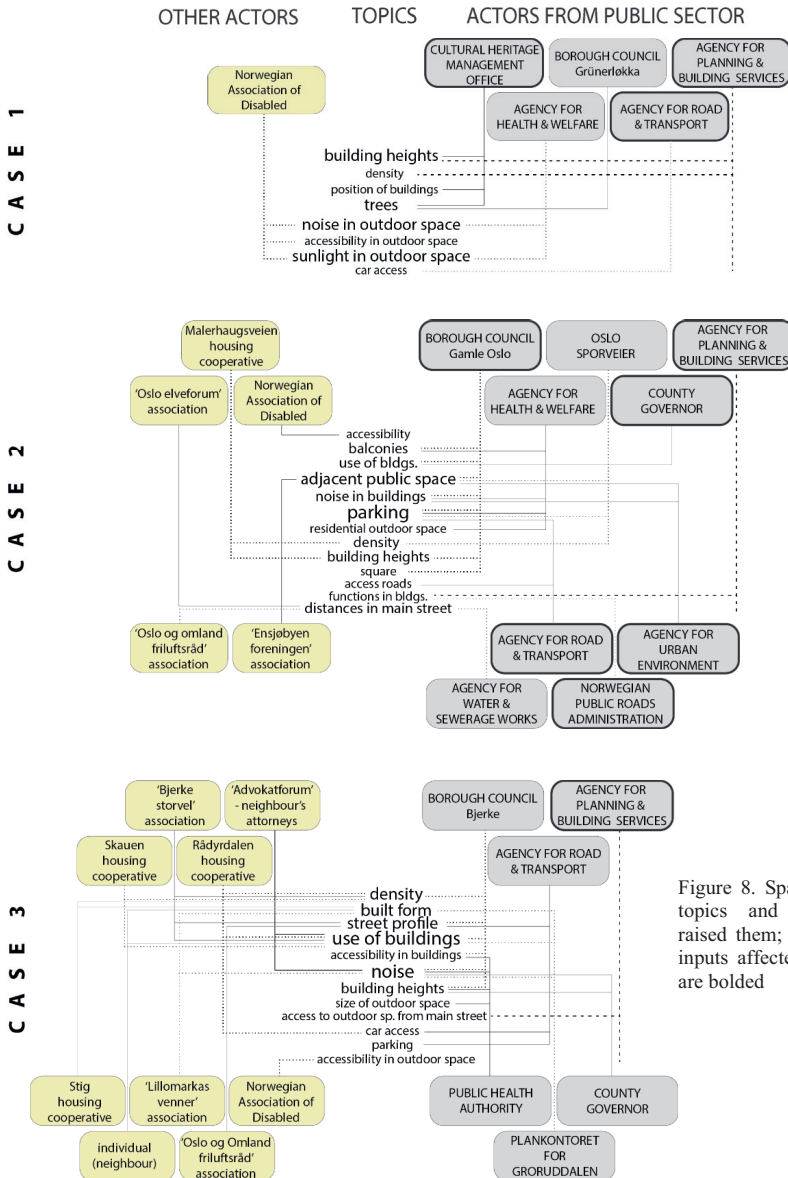 OTHER ACTORS
TOPICS
ACTORS FROM PUBLIC SECTOR
CASE 1
Norwegian
Association of
Disabled
CULTURAL HERITAGE
MANAGEMENT
OFFICE
BOROUGH COUNCIL
Grünerløkka
AGENCY FOR
PLANNING &
BUILDING SERVICES
AGENCY FOR
HEALTH & WELFARE
AGENCY FOR ROAD
& TRANSPORT
building heights
density
position of buildings
trees
noise in outdoor space
accessibility in outdoor space
sunlight in outdoor space
car access
CASE 2
Malerhaugsveien
housing
cooperative
'Oslo elveforum'
association
Norwegian
Association of
Disabled
BOROUGH COUNCIL
Gamle Oslo
OSLO
SPORVEIER
AGENCY FOR
PLANNING &
BUILDING SERVICES
AGENCY FOR
HEALTH & WELFARE
COUNTY
GOVERNOR
accessibility
balconies
use of bldgs.
adjacent public space
noise in buildings
parking
residential outdoor space
density
building heights
square
access roads
functions in bldgs.
distances in main street
'Oslo og omland
friluftsråd'
association
'Ensjøbyen
foreningen'
association
AGENCY FOR ROAD
& TRANSPORT
AGENCY FOR
URBAN
ENVIRONMENT
AGENCY FOR
WATER &
SEWERAGE WORKS
NORWEGIAN
PUBLIC ROADS
ADMINISTRATION
CASE 3
'Bjerke
storvel'
association
'Advokatforum'
- neighbour's
attorneys
Skauen
housing
cooperative
Rådyrdalen
housing
cooperative
BOROUGH COUNCIL
Bjerke
AGENCY FOR
PLANNING &
BUILDING SERVICES
AGENCY FOR ROAD
& TRANSPORT
density
built form
street profile
use of buildings
accessibility in buildings
noise
building heights
size of outdoor space
access to outdoor sp. from main street
car access
parking
accessibility in outdoor space
Stig
housing
cooperative
'Lillomarkas
venner'
association
Norwegian
Association of
Disabled
individual
(neighbour)
'Oslo og Omland
friluftsråd'
association
PUBLIC HEALTH
AUTHORITY
COUNTY
GOVERNOR
PLANKONTORET
FOR
GRORUDDALEN
Figure 8. Spa
topics and
raised them;
inputs affecte
are bolded